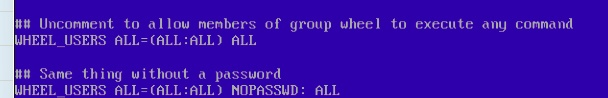 ## Uncomment to allow members of group wheel to execute any command
WHEEL_USERS ALL=(ALL:ALL) ALL
## Same thing without a password
WHEEL_USERS ALL=(ALL:ALL) NOPASSWD: ALL